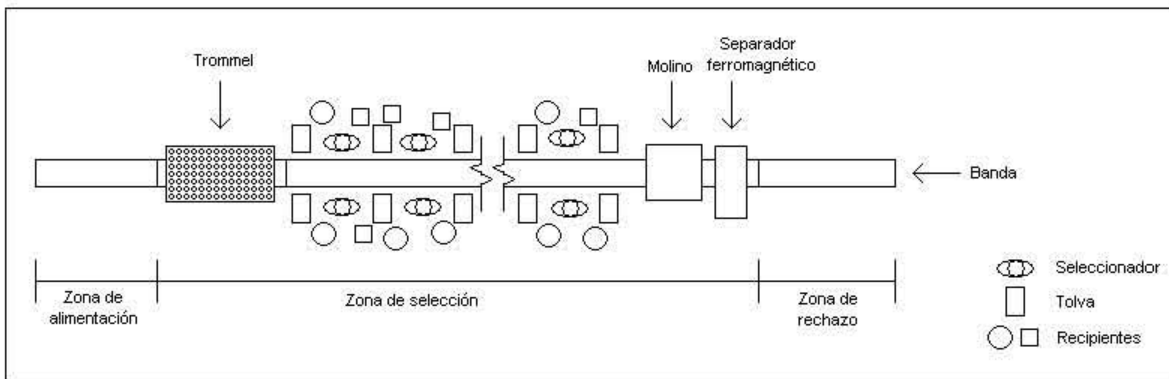 Trommel
Molino
Separador
ferromagnético
Banda
Zona de
alimentación
Zona de selección
Zona de
rechazo
Seleccionador
Tolva
Recipientes